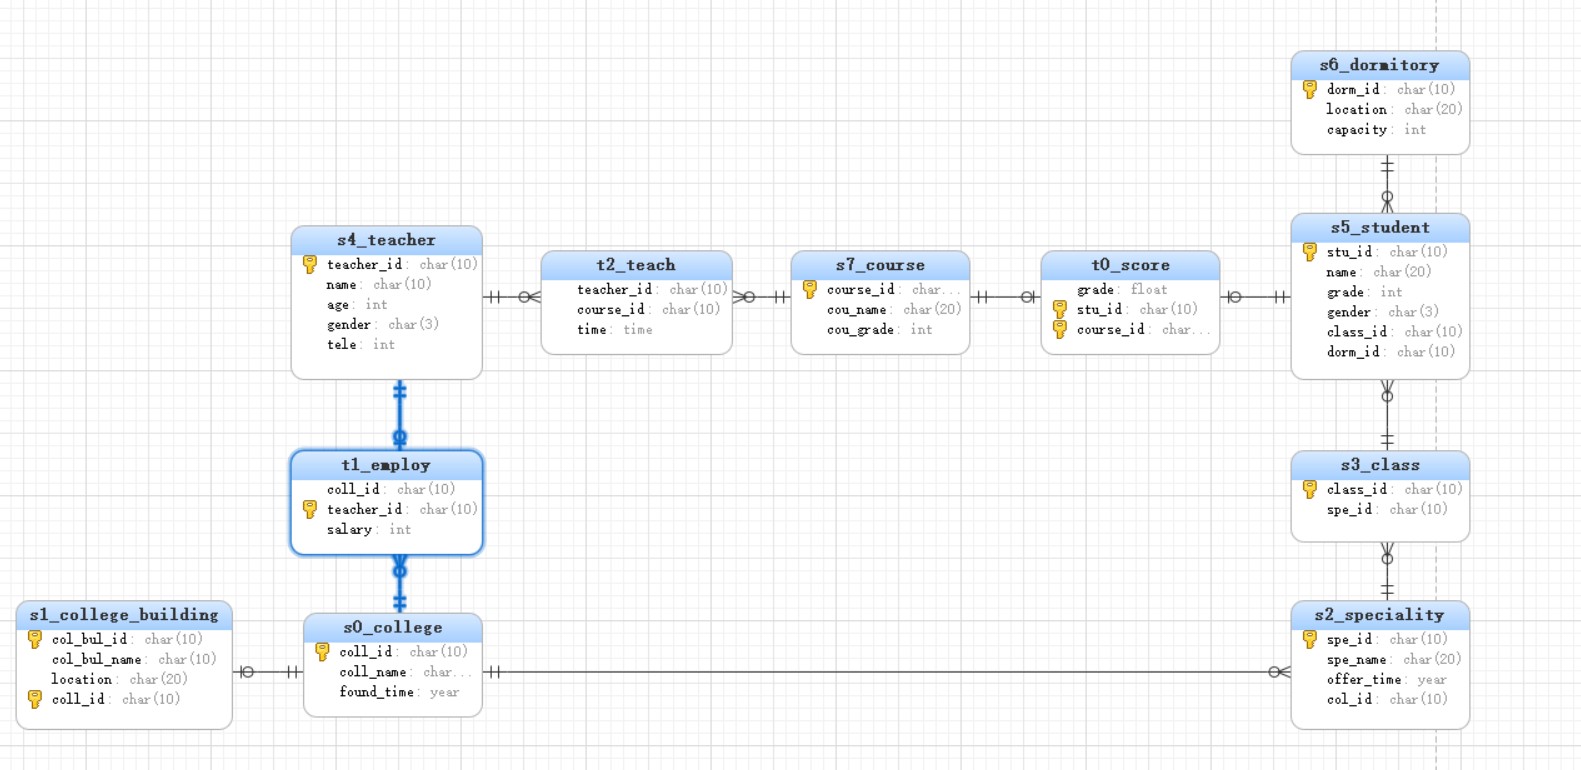 s6_dormitory
dorm_id: char(10)
location: char(20)
capacity: int
s4_teacher
teacher_id: char(10)
name: char(10)
age: int
gender: char(3)
tele: int
t2_teach
teacher_id: char(10)
course_id: char(10)
time: time
s7_course
course_id: char...
cou_name: char(20)
cou_grade: int
t0_score
grade: float
stu_id: char(10)
course_id: char...
s5_student
stu_id: char(10)
name: char(20)
grade: int
gender: char(3)
class_id: char(10)
dorm_id: char(10)
t1_employ
coll_id: char(10)
teacher_id: char(10)
salary: int
s3_class
class_id: char(10)
spe_id: char(10)
s1_college_building
col_bul_id: char(10)
col_bul_name: char(10)
location: char(20)
coll_id: char(10)
s0_college
coll_id: char(10)
coll_name: char...
found_time: year
s2_speciality
spe_id: char(10)
spe_name: char(20)
offer_time: year
col_id: char(10)